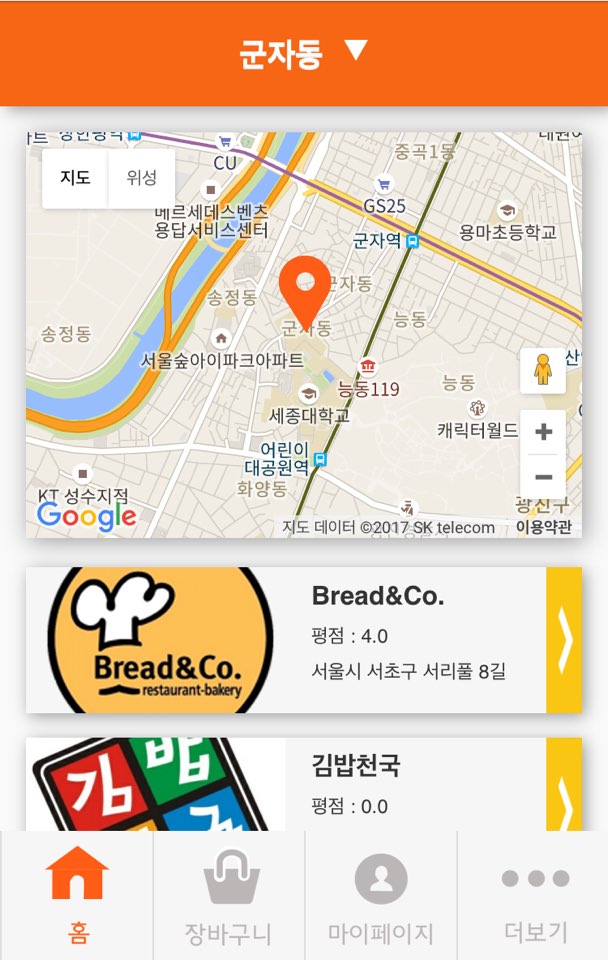 군자동 ▼
지도 위성
CU
중곡1동
GS25
메르세데스벤츠
용답서비스센터
군자역
용마초등학교
송정동
군자동
능동
송정동
군자동
서울숲아이파크아파트
능동119
능동
세종대학교
캐릭터월드
어린이
대공원역
화양동
KT 성수지점
광진구
Google
지도 데이터 ©2017 SK telecom 이용약관
Bread&Co.
restaurant-bakery
Bread&Co.
평점 : 4.0
서울시 서초구 서리풀 8길
김밥
김밥천국
평점 : 0.0
홈
장바구니
마이페이지
더보기